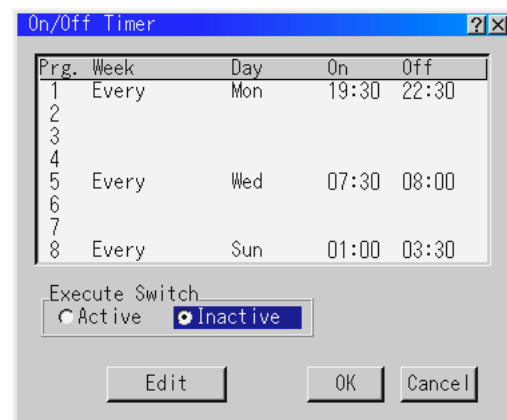 On/Off Timer ? ×
Prg. Week Day On Off
1 Every Mon 19:30 22:30
2
3
4
5 Every Wed 07:30 08:00
6
7
8 Every Sun 01:00 03:30
Execute Switch
Active Inactive
Edit OK Cancel